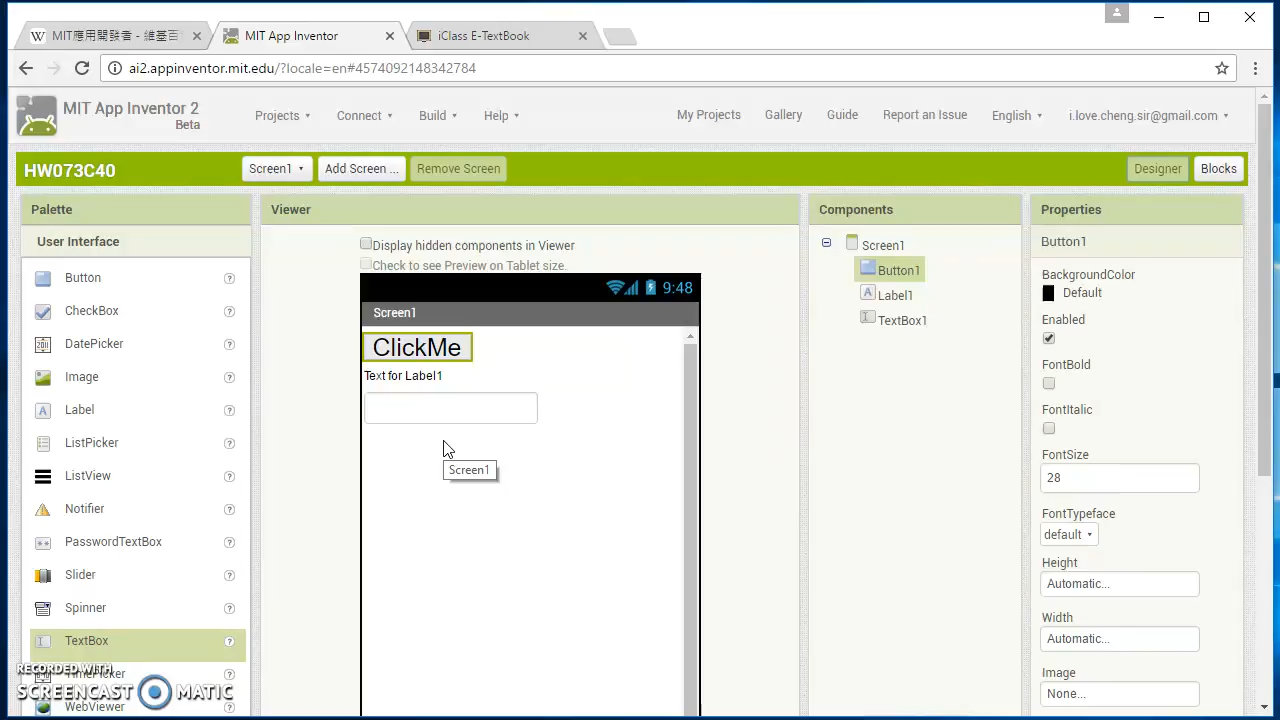 MIT應用開發者 - 維基百
MIT App Inventor
iClass E-TextBook
ai2.appinventor.mit.edu/?locale=en#4574092148342784
MIT App Inventor 2
Beta
Projects
Connect
Build
Help
My Projects
Gallery
Guide
Report an Issue
English
i.love.cheng.sir@gmail.com
HW073C40
Screen1
Add Screen ...
Remove Screen
Designer
Blocks
Palette
User Interface
Button
CheckBox
DatePicker
Image
Label
ListPicker
ListView
Notifier
PasswordTextBox
Slider
Spinner
TextBox
TimePicker
WebViewer
Viewer
Display hidden components in Viewer
Check to see Preview on Tablet size.
9:48
Screen1
ClickMe
Text for Label1
Screen1
Components
Screen1
Button1
Label1
TextBox1
Properties
Button1
BackgroundColor
Default
Enabled
FontBold
FontItalic
FontSize
28
FontTypeface
default
Height
Automatic...
Width
Automatic...
Image
None...
RECORDED WITH
SCREENCAST MATIC